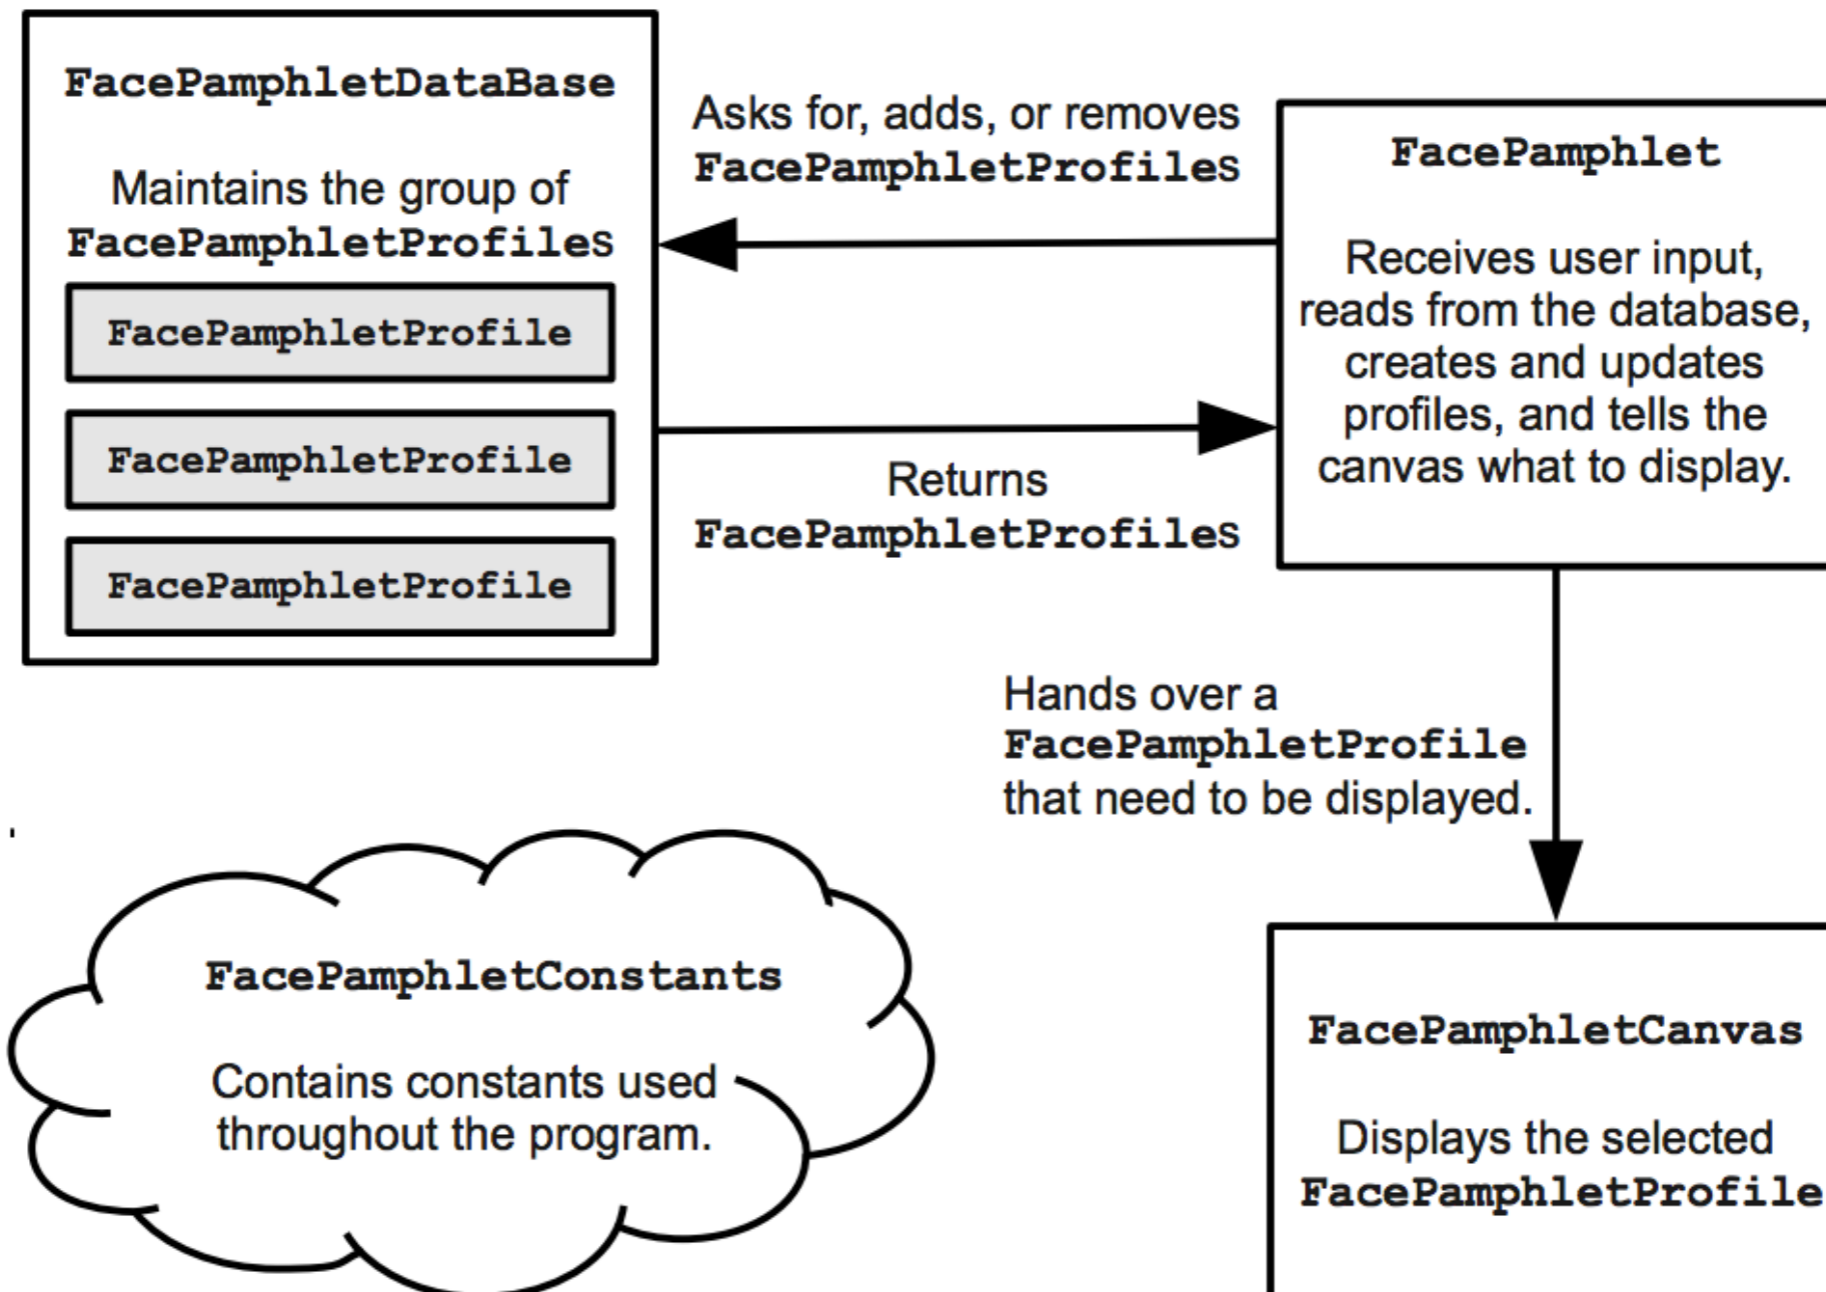 FacePamphletDataBase
Maintains the group of
FacePamphletProfiles
FacePamphletProfile
FacePamphletProfile
FacePamphletProfile
Asks for, adds, or removes
FacePamphletProfiles
Returns
FacePamphletProfiles
FacePamphlet
Receives user input,
reads from the database,
creates and updates
profiles, and tells the
canvas what to display.
Hands over a
FacePamphletProfile
that need to be displayed.
FacePamphletConstants
Contains constants used
throughout the program.
FacePamphletCanvas
Displays the selected
FacePamphletProfile